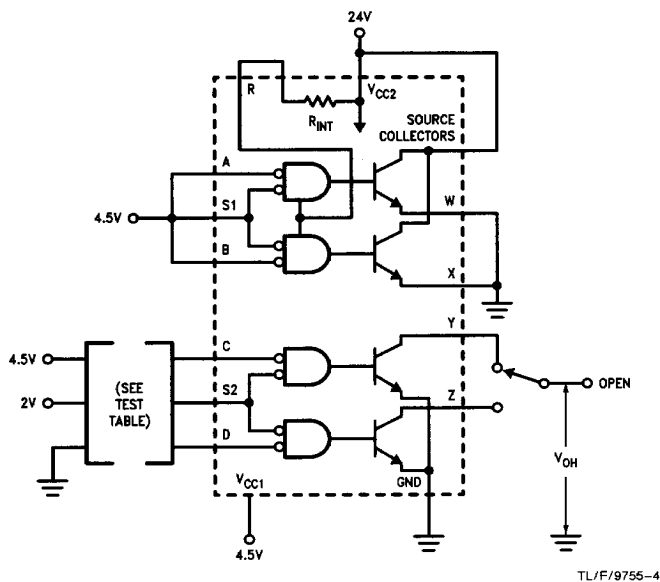 24V
R
RINT
VCC2
SOURCE
COLLECTORS
A
S1
4.5V
B
W
X
Y
4.5V
2V
(SEE
TEST
TABLE)
C
S2
D
Z
OPEN
VOH
VCC1
GND
4.5V
TL/F/9755-4